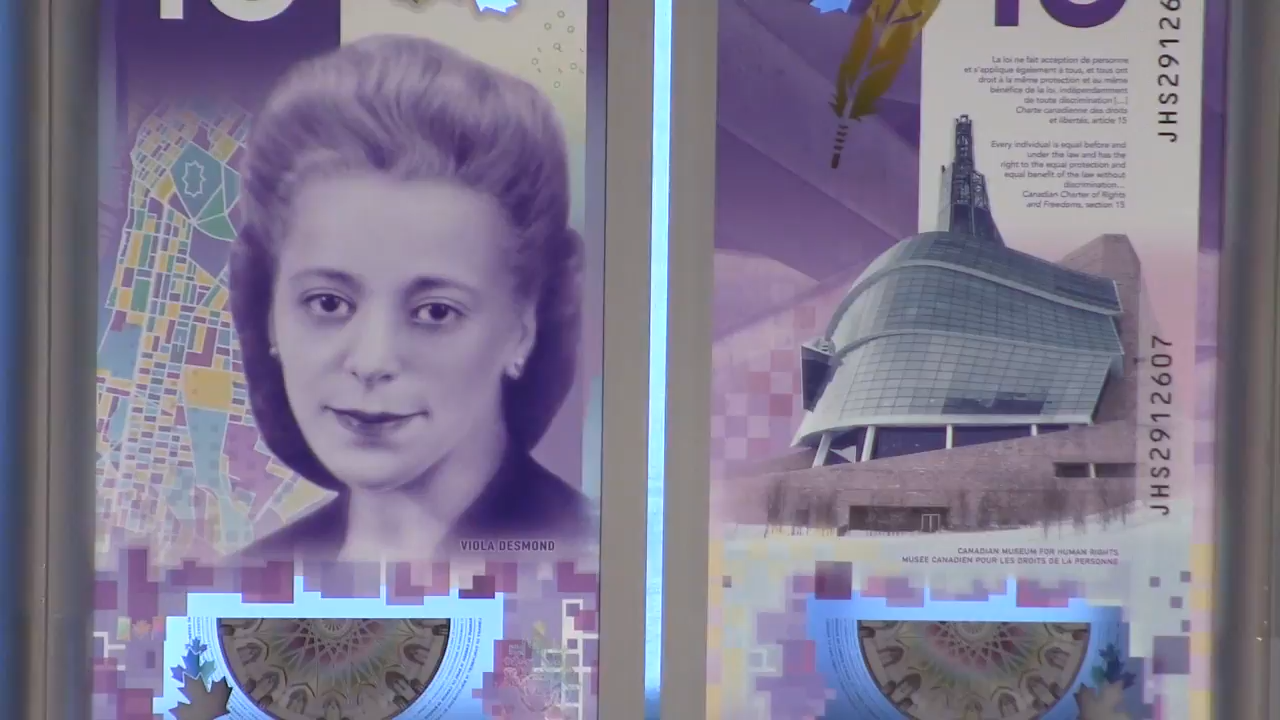 10
VIOLA DESMOND
10
La loi ne fait acception de personne
et s'applique également à tous, et tous ont
droit à la même protection et au même
bénéfice de la loi, indépendamment
de toute discrimination [...]
Charte canadienne des droits
et libertés, article 15
Every individual is equal before and
under the law and has the
right to the equal protection and
equal benefit of the law without
discrimination...
Canadian Charter of Rights
and Freedoms, section 15
JHS29126
JHS2912607
CANADIAN MUSEUM FOR HUMAN RIGHTS
MUSÉE CANADIEN POUR LES DROITS DE LA PERSONNE